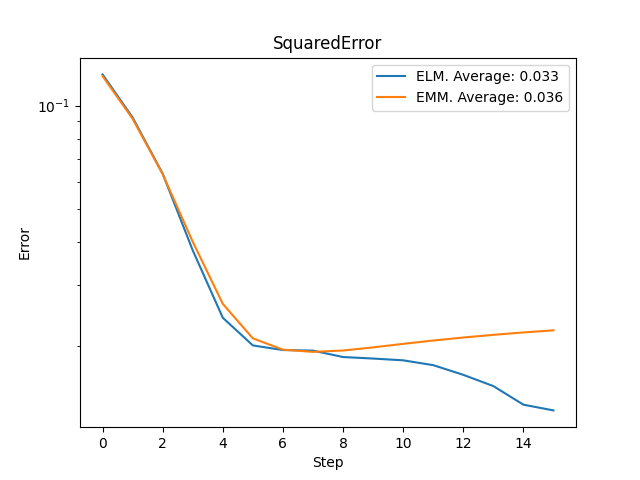 SquaredError
ELM. Average: 0.033
EMM. Average: 0.036
10⁻¹
Error
0 2 4 6 8 10 12 14
Step